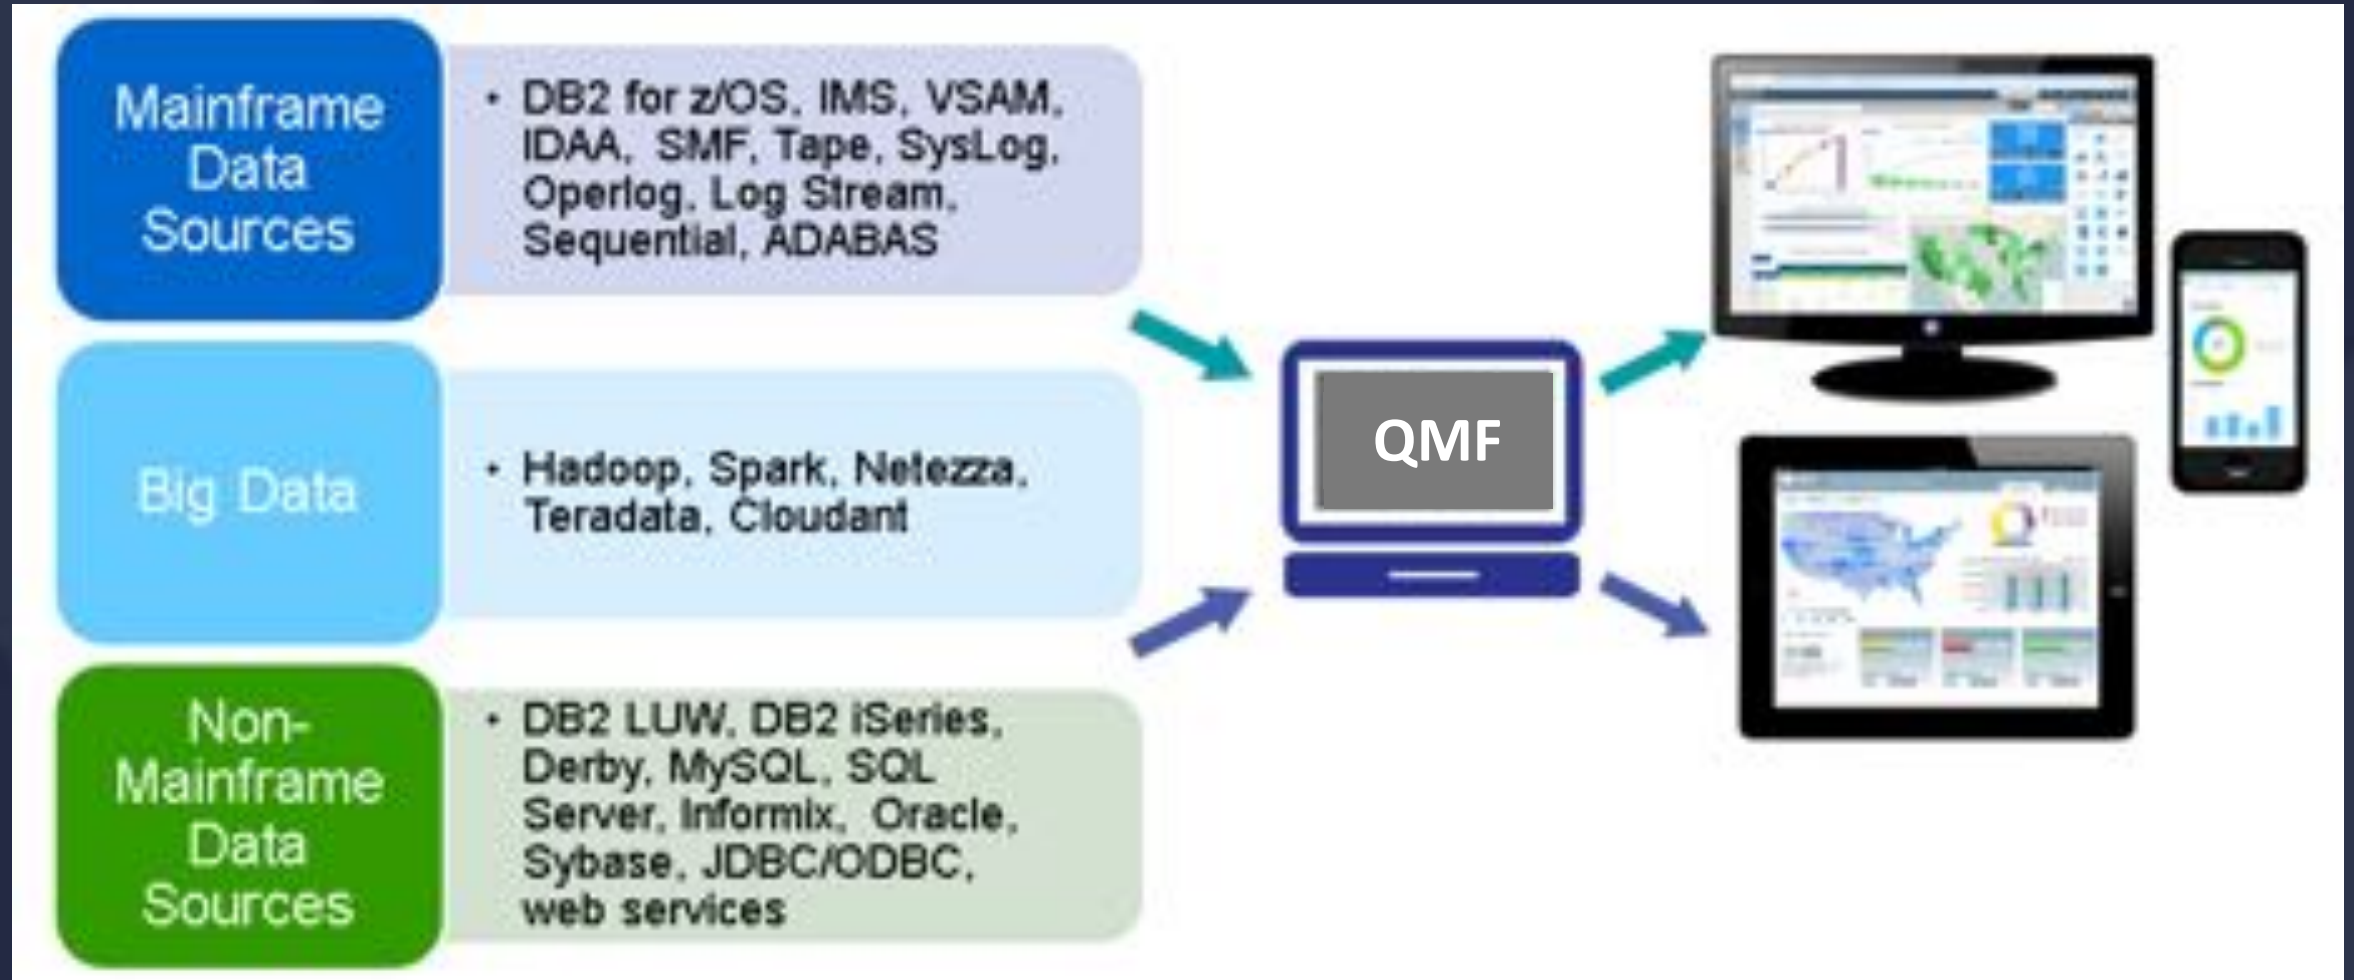 Mainframe
Data
Sources
• DB2 for z/OS, IMS, VSAM,
IDAA, SMF, Tape, SysLog,
Operlog, Log Stream,
Sequential, ADABAS
Big Data
• Hadoop, Spark, Netezza,
Teradata, Cloudant
Non-
Mainframe
Data
Sources
• DB2 LUW, DB2 iSeries,
Derby, MySQL, SQL
Server, Informix, Oracle,
Sybase, JDBC/ODBC,
web services
QMF